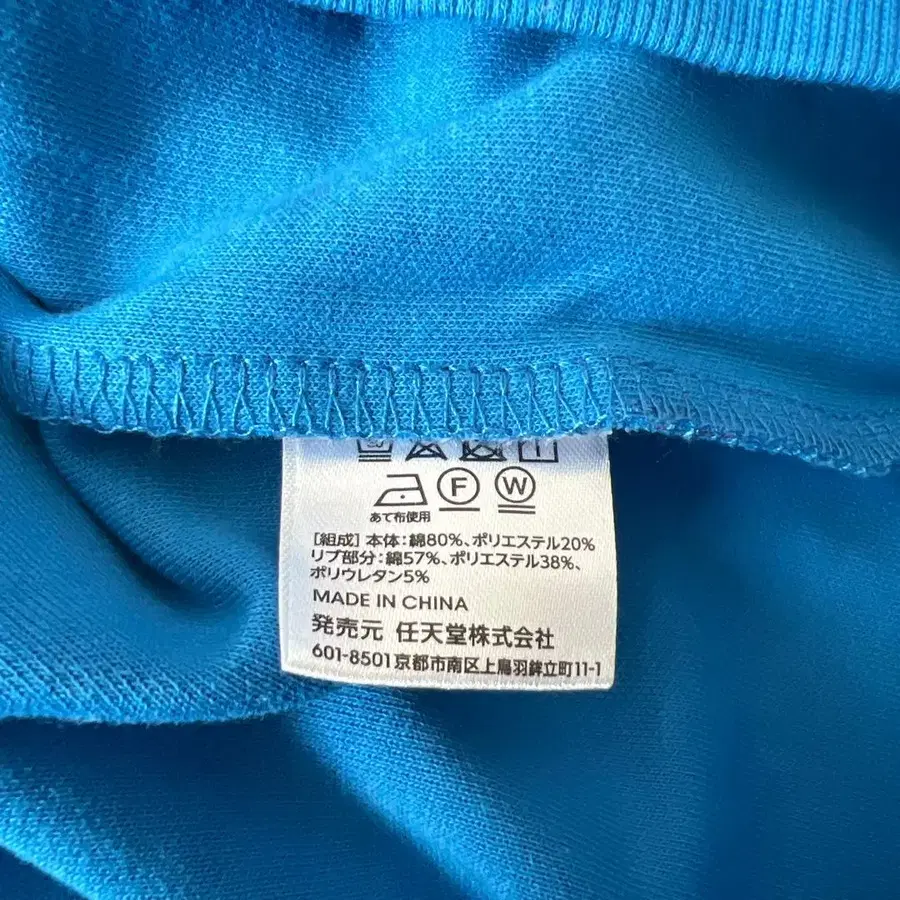 F W
あて布使用
[組成] 本体：綿80%、ポリエステル20%
リブ部分：綿57%、ポリエステル38%、
ポリウレタン5%
MADE IN CHINA
発売元 任天堂株式会社
601-8501 京都市南区上鳥羽鉾立町11-1